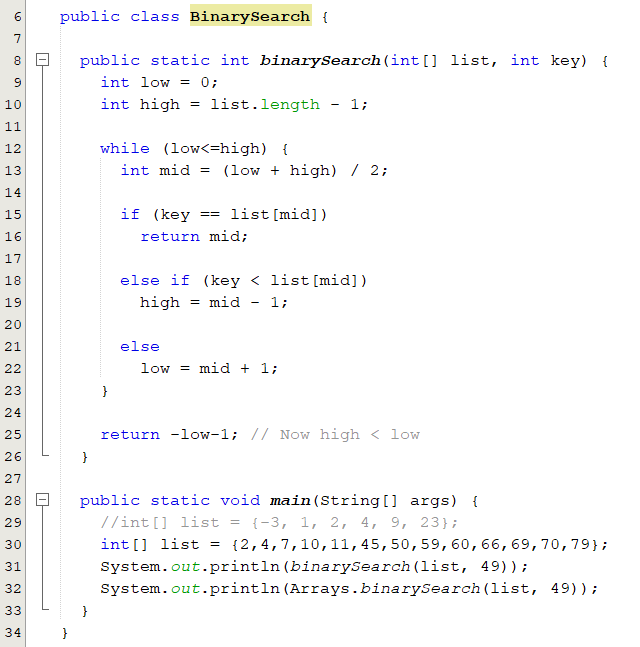 6 public class BinarySearch {
7
8 public static int binarySearch(int[] list, int key) {
9 int low = 0;
10 int high = list.length - 1;
11
12 while (low<=high) {
13 int mid = (low + high) / 2;
14
15 if (key == list[mid])
16 return mid;
17
18 else if (key < list[mid])
19 high = mid - 1;
20
21 else
22 low = mid + 1;
23 }
24
25 return -low-1; // Now high < low
26 }
27
28 public static void main(String[] args) {
29 //int[] list = {-3, 1, 2, 4, 9, 23};
30 int[] list = {2,4,7,10,11,45,50,59,60,66,69,70,79};
31 System.out.println(binarySearch(list, 49));
32 System.out.println(Arrays.binarySearch(list, 49));
33 }
34 }